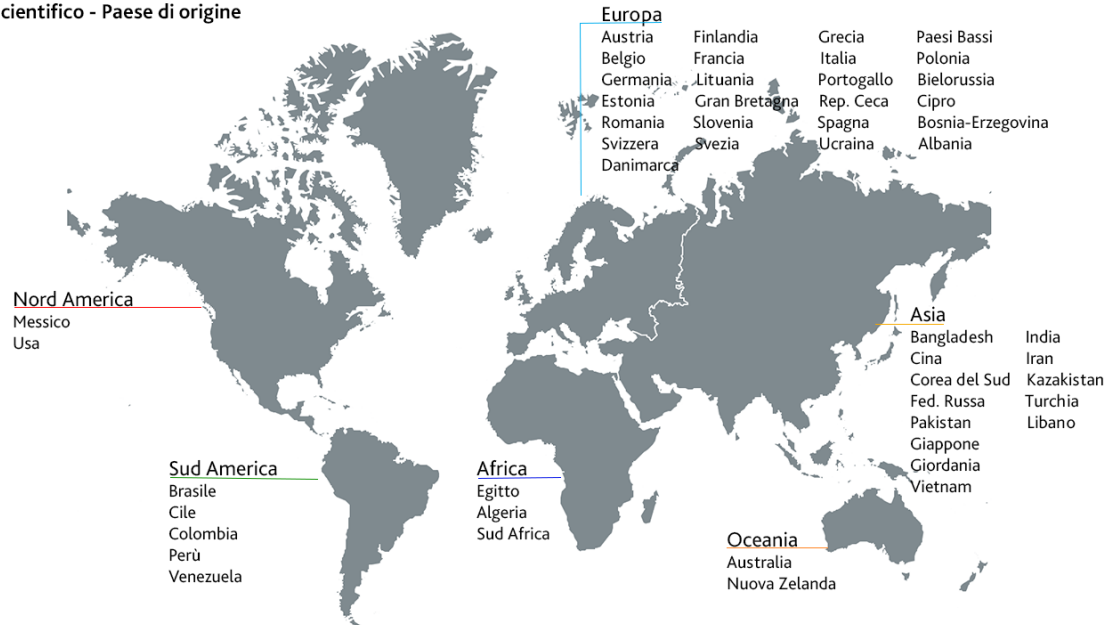 cientifico - Paese di origine
Europa
Austria Finlandia Grecia Paesi Bassi
Belgio Francia Italia Polonia
Germania Lituania Portogallo Bielorussia
Estonia Gran Bretagna Rep. Ceca Cipro
Romania Slovenia Spagna Bosnia-Erzegovina
Svizzera Svezia Ucraina Albania
Danimarca
Nord America
Messico
Usa
Asia
Bangladesh India
Cina Iran
Corea del Sud Kazakistan
Fed. Russa Turchia
Pakistan Libano
Giappone
Giordania
Vietnam
Sud America
Brasile
Cile
Colombia
Perù
Venezuela
Africa
Egitto
Algeria
Sud Africa
Oceania
Australia
Nuova Zelanda